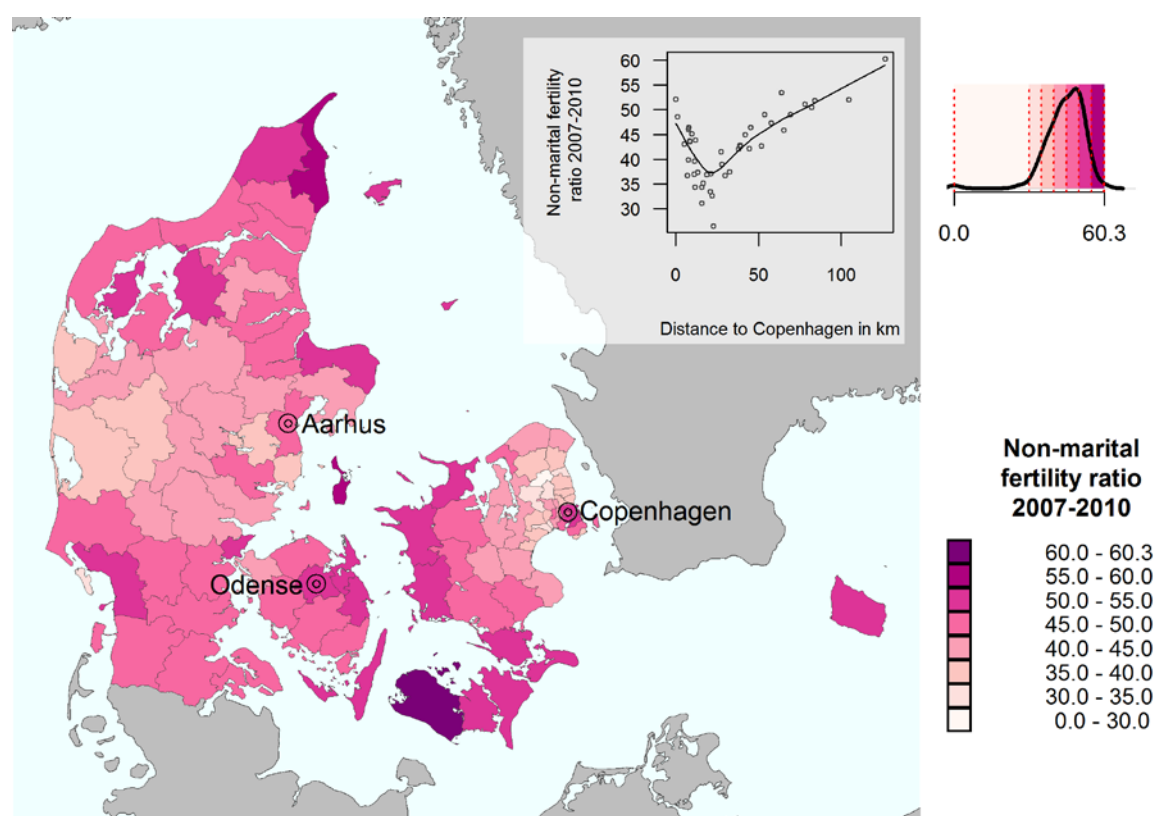 Non-marital fertility
ratio 2007-2010
60
55
50
45
40
35
30
0 50 100
Distance to Copenhagen in km
0.0 60.3
Aarhus
Copenhagen
Odense
Non-marital
fertility ratio
2007-2010
60.0 - 60.3
55.0 - 60.0
50.0 - 55.0
45.0 - 50.0
40.0 - 45.0
35.0 - 40.0
30.0 - 35.0
0.0 - 30.0